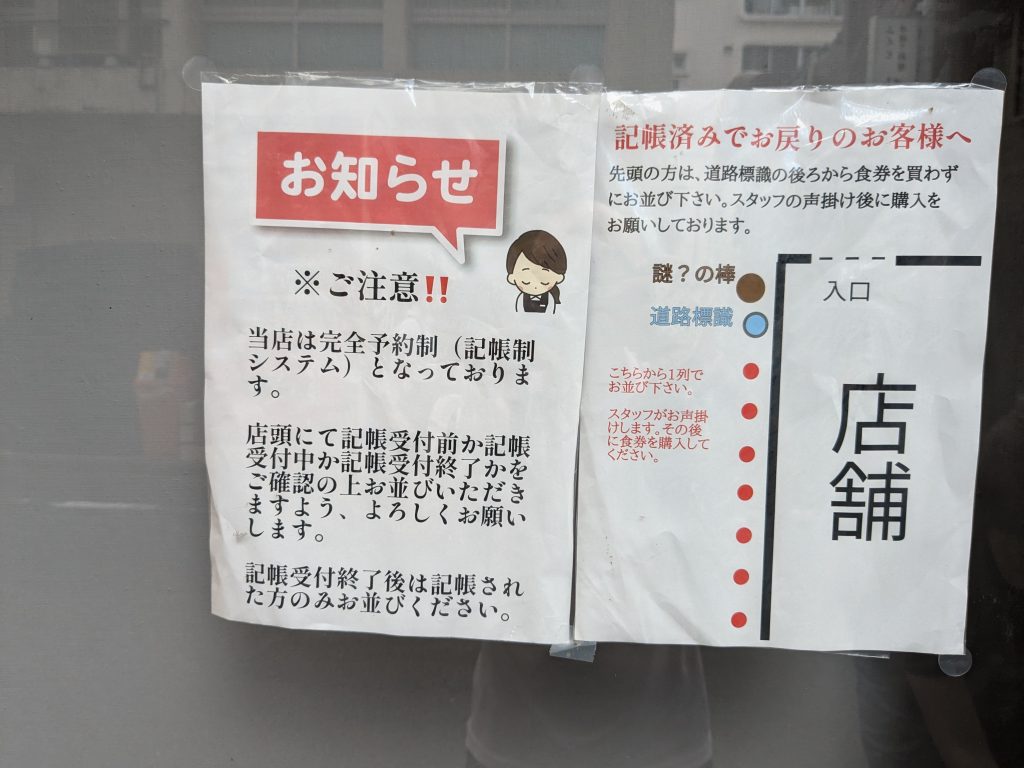 お知らせ
※ご注意‼
当店は完全予約制（記帳制
システム）となっておりま
す。
店頭にて記帳受付前か記帳
受付中か記帳受付終了かを
ご確認の上お並びいただき
ますよう、よろしくお願い
します。
記帳受付終了後は記帳され
た方のみお並びください。
記帳済みでお戻りのお客様へ
先頭の方は、道路標識の後ろから食券を買わず
にお並び下さい。スタッフの声掛け後に購入を
お願いしております。
謎？の棒
道路標識
入口
こちらから1列で
お並び下さい。
スタッフがお声掛
けします。その後
に食券を購入して
ください。
店舗